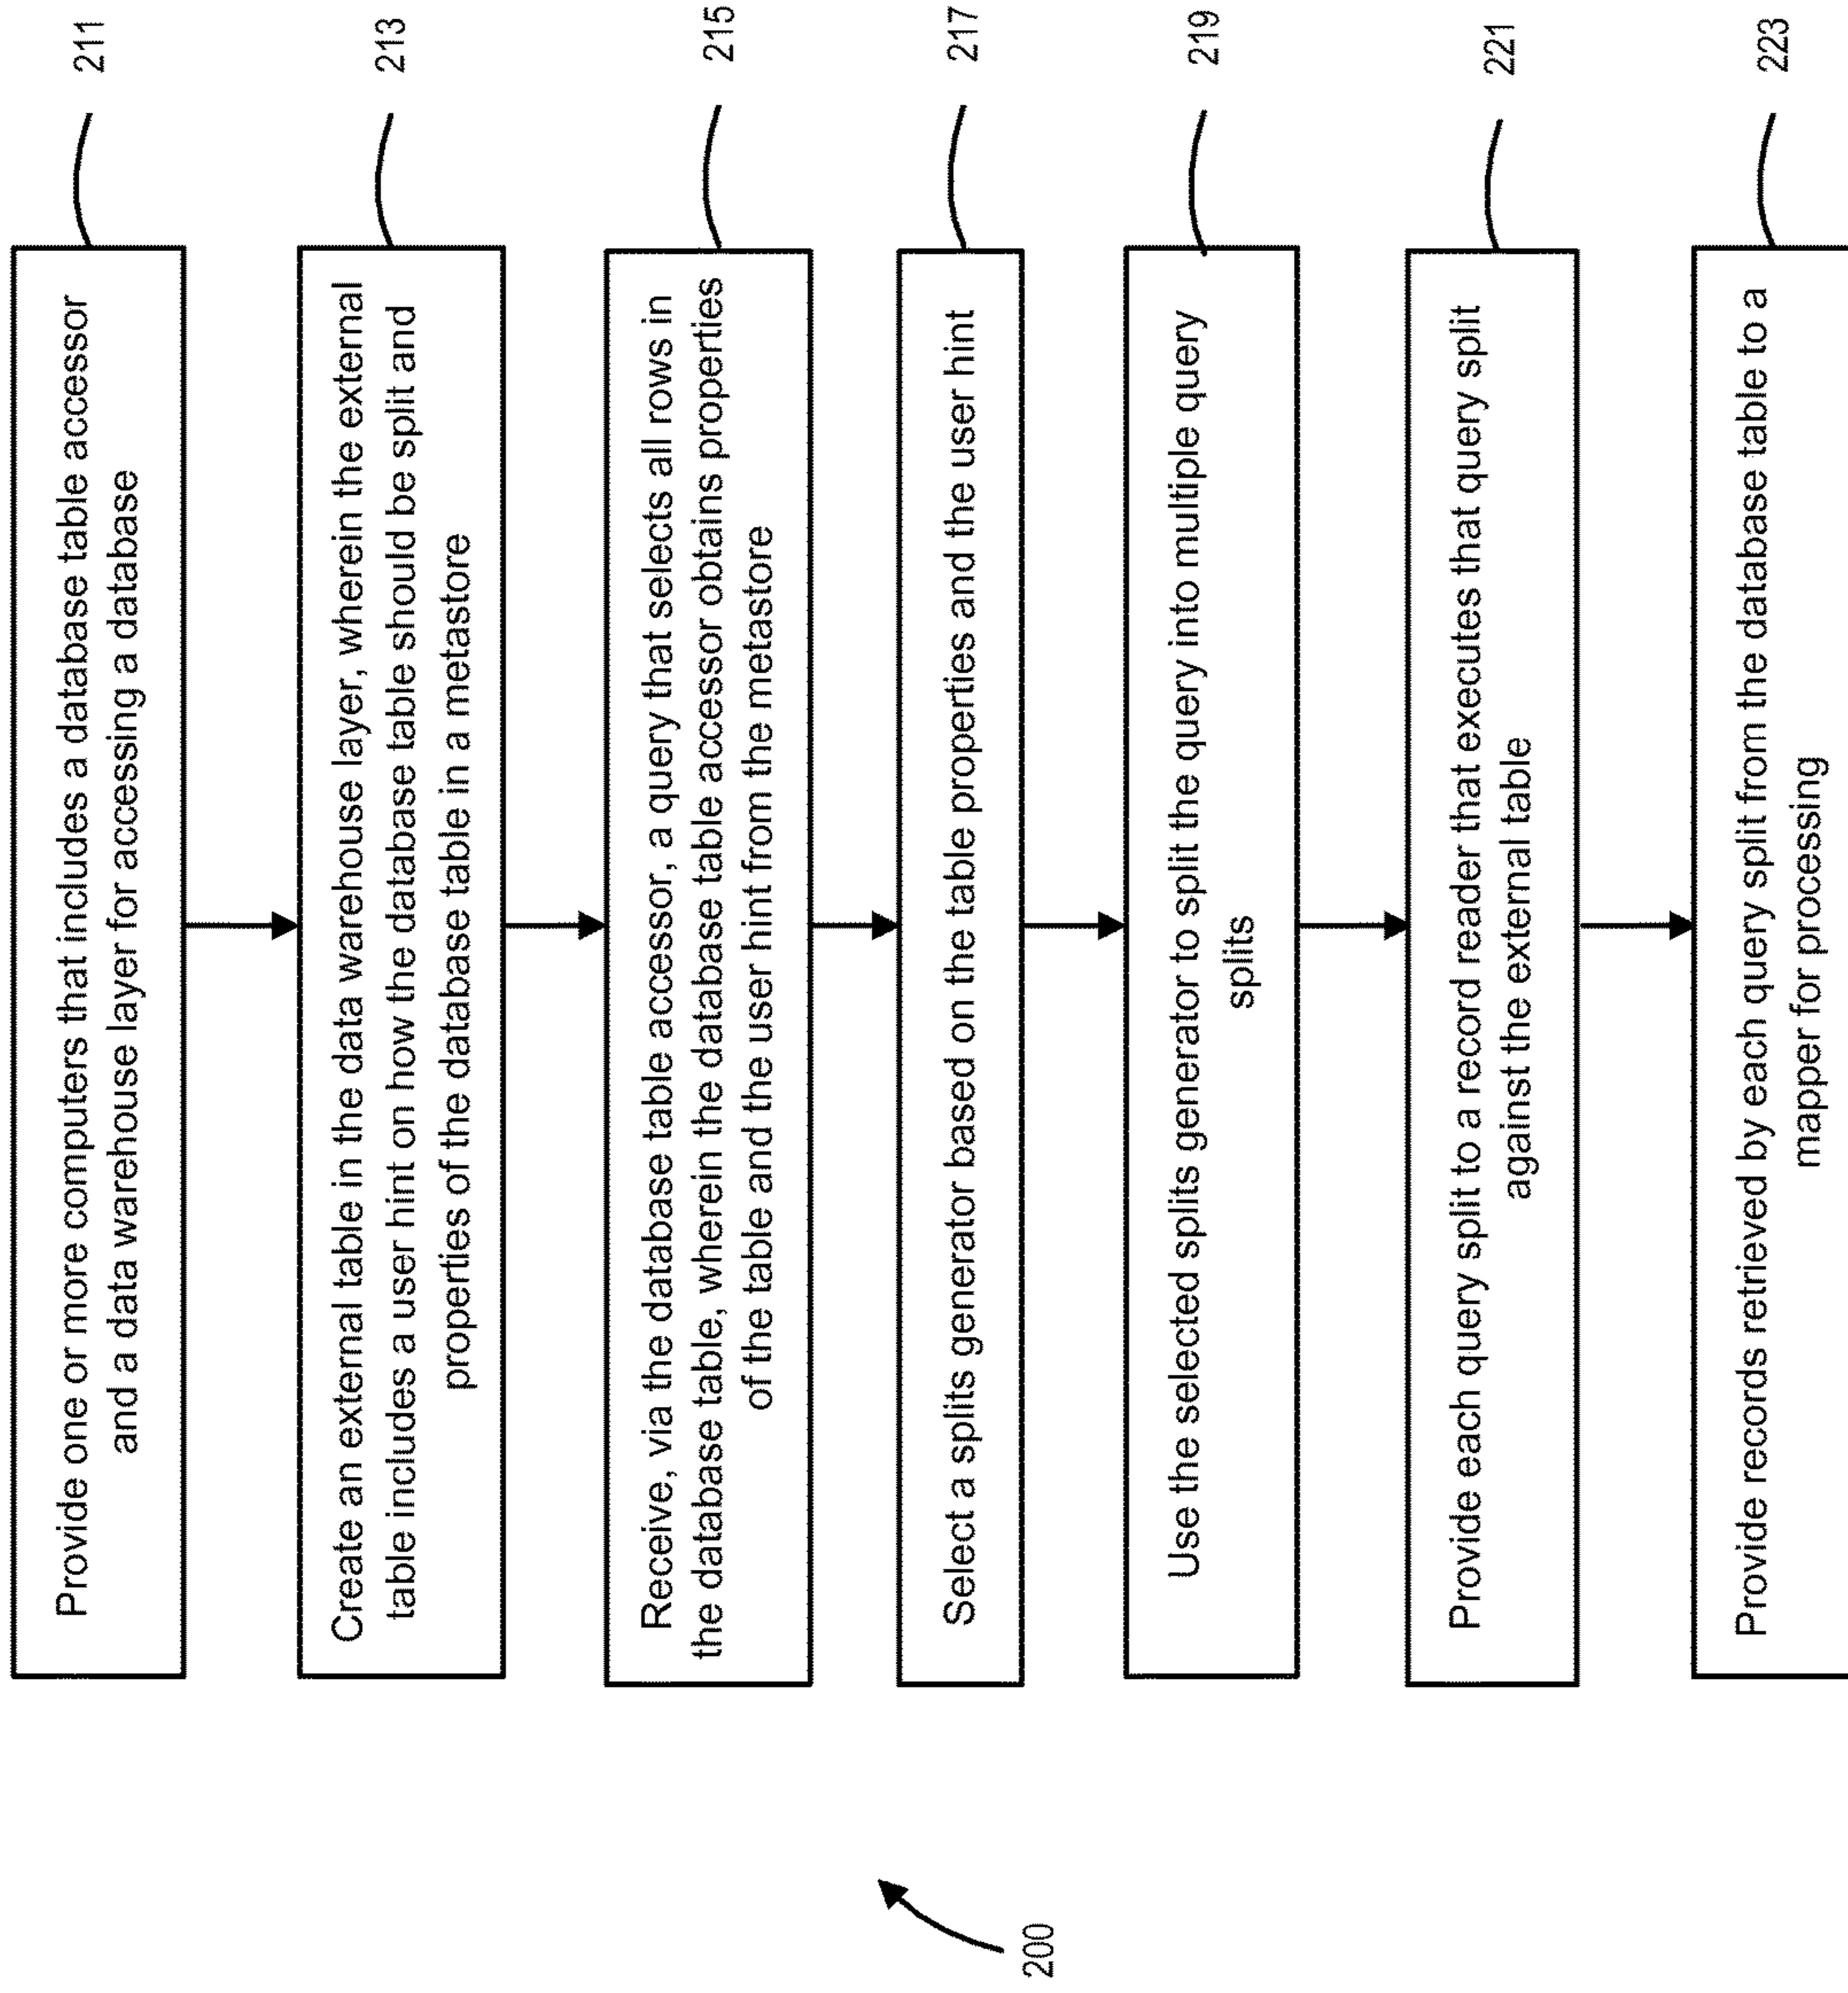 Provide one or more computers that includes a database table accessor
and a data warehouse layer for accessing a database
211
Create an external table in the data warehouse layer, wherein the external
table includes a user hint on how the database table should be split and
properties of the database table in a metastore
213
Receive, via the database table accessor, a query that selects all rows in
the database table, wherein the database table accessor obtains properties
of the table and the user hint from the metastore
215
Select a splits generator based on the table properties and the user hint
217
Use the selected splits generator to split the query into multiple query
splits
219
Provide each query split to a record reader that executes that query split
against the external table
221
Provide records retrieved by each query split from the database table to a
mapper for processing
223
200